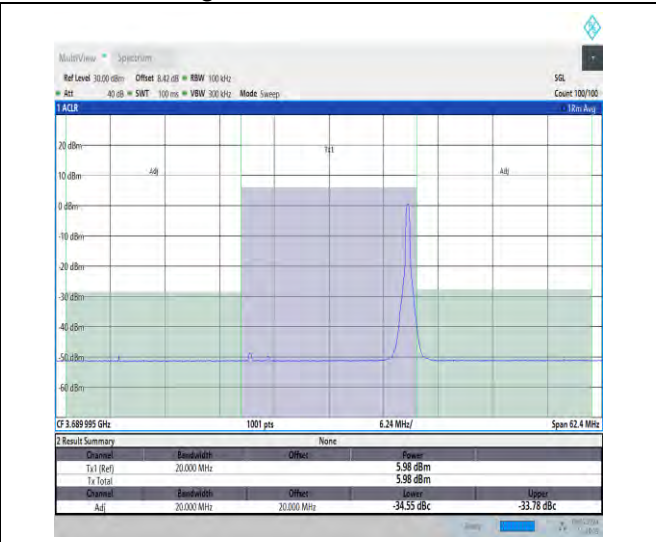 MultiView Spectrum
Ref Level 30.00 dBm Offset 8.42 dB RBW 100 kHz SGL
Att 40 dB SWT 100 ms VBW 300 kHz Mode Sweep Count 100/100
1 ACLR 1Rm Avg
20 dBm
Tx1
Adj Adj
10 dBm
0 dBm
-10 dBm
-20 dBm
-30 dBm
-40 dBm
-50 dBm
-60 dBm
CF 3.689 995 GHz 1001 pts 6.24 MHz/ Span 62.4 MHz
2 Result Summary None
Channel Bandwidth Offset Power
Tx1 (Ref) 20.000 MHz 5.98 dBm
Tx Total 5.98 dBm
Channel Bandwidth Offset Lower Upper
Adj 20.000 MHz 20.000 MHz -34.55 dBc -33.78 dBc